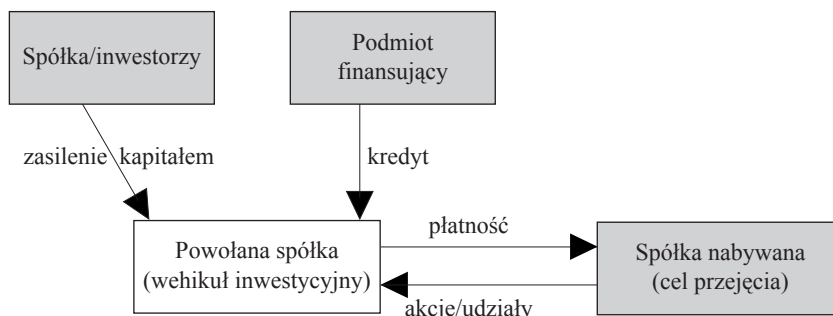 Spółka/inwestorzy
Podmiot
finansujący
zasilenie kapitałem
kredyt
Powołana spółka
(wehikuł inwestycyjny)
płatność
akcje/udziały
Spółka nabywana
(cel przejęcia)